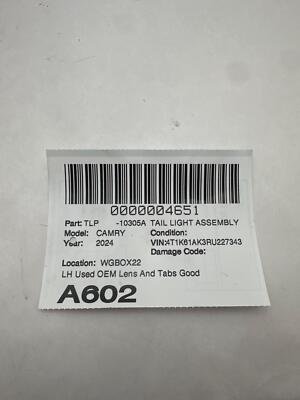 0000004651
Part: TLP -10305A TAIL LIGHT ASSEMBLY
Model: CAMRY Condition:
Year: 2024 VIN:4T1K61AK3RU227343
Damage Code:
Location: WGBOX22
LH Used OEM Lens And Tabs Good
A602